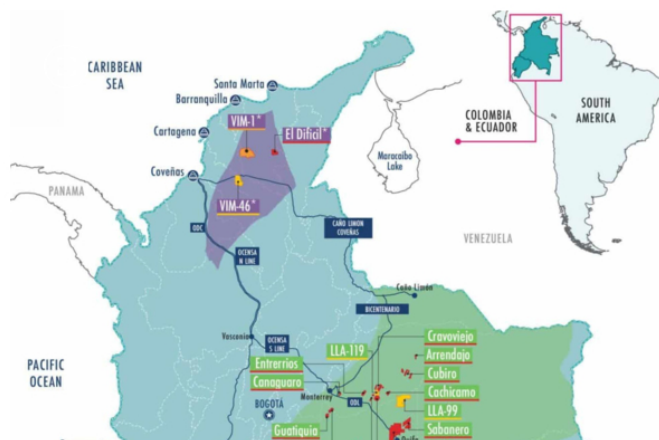 CARIBBEAN
SEA
Santa Marta
Barranquilla
Cartagena
Coveñas
VIM-1*
El Difícil*
VIM-46*
Maracaibo
Lake
COLOMBIA
& ECUADOR
SOUTH
AMERICA
PANAMA
VENEZUELA
ODC
OCENSA
N LINE
CAÑO LIMON
COVEÑAS
Caño Limón
BICENTENARIO
Vasconia
OCENSA
S LINE
PACIFIC
OCEAN
LLA-119
Cravoviejo
Arrendajo
Entrerrios
Cubiro
Canaguaro
Cachicamo
Monterrey
ODL
LLA-99
BOGOTÁ
Guatiquia
Sabanero